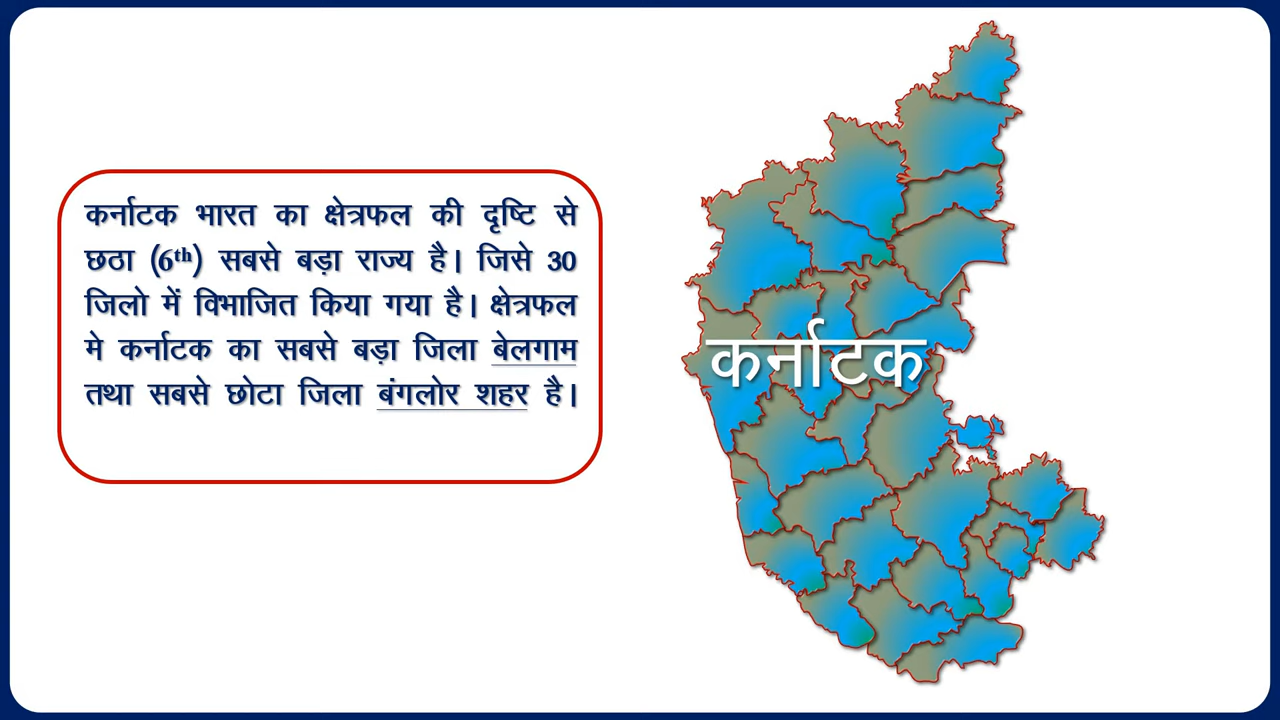 कर्नाटक भारत का क्षेत्रफल की दृष्टि से
छठा (6th) सबसे बड़ा राज्य है। जिसे 30
जिलो में विभाजित किया गया है। क्षेत्रफल
मे कर्नाटक का सबसे बड़ा जिला बेलगाम
तथा सबसे छोटा जिला बंगलोर शहर है।
कर्नाटक